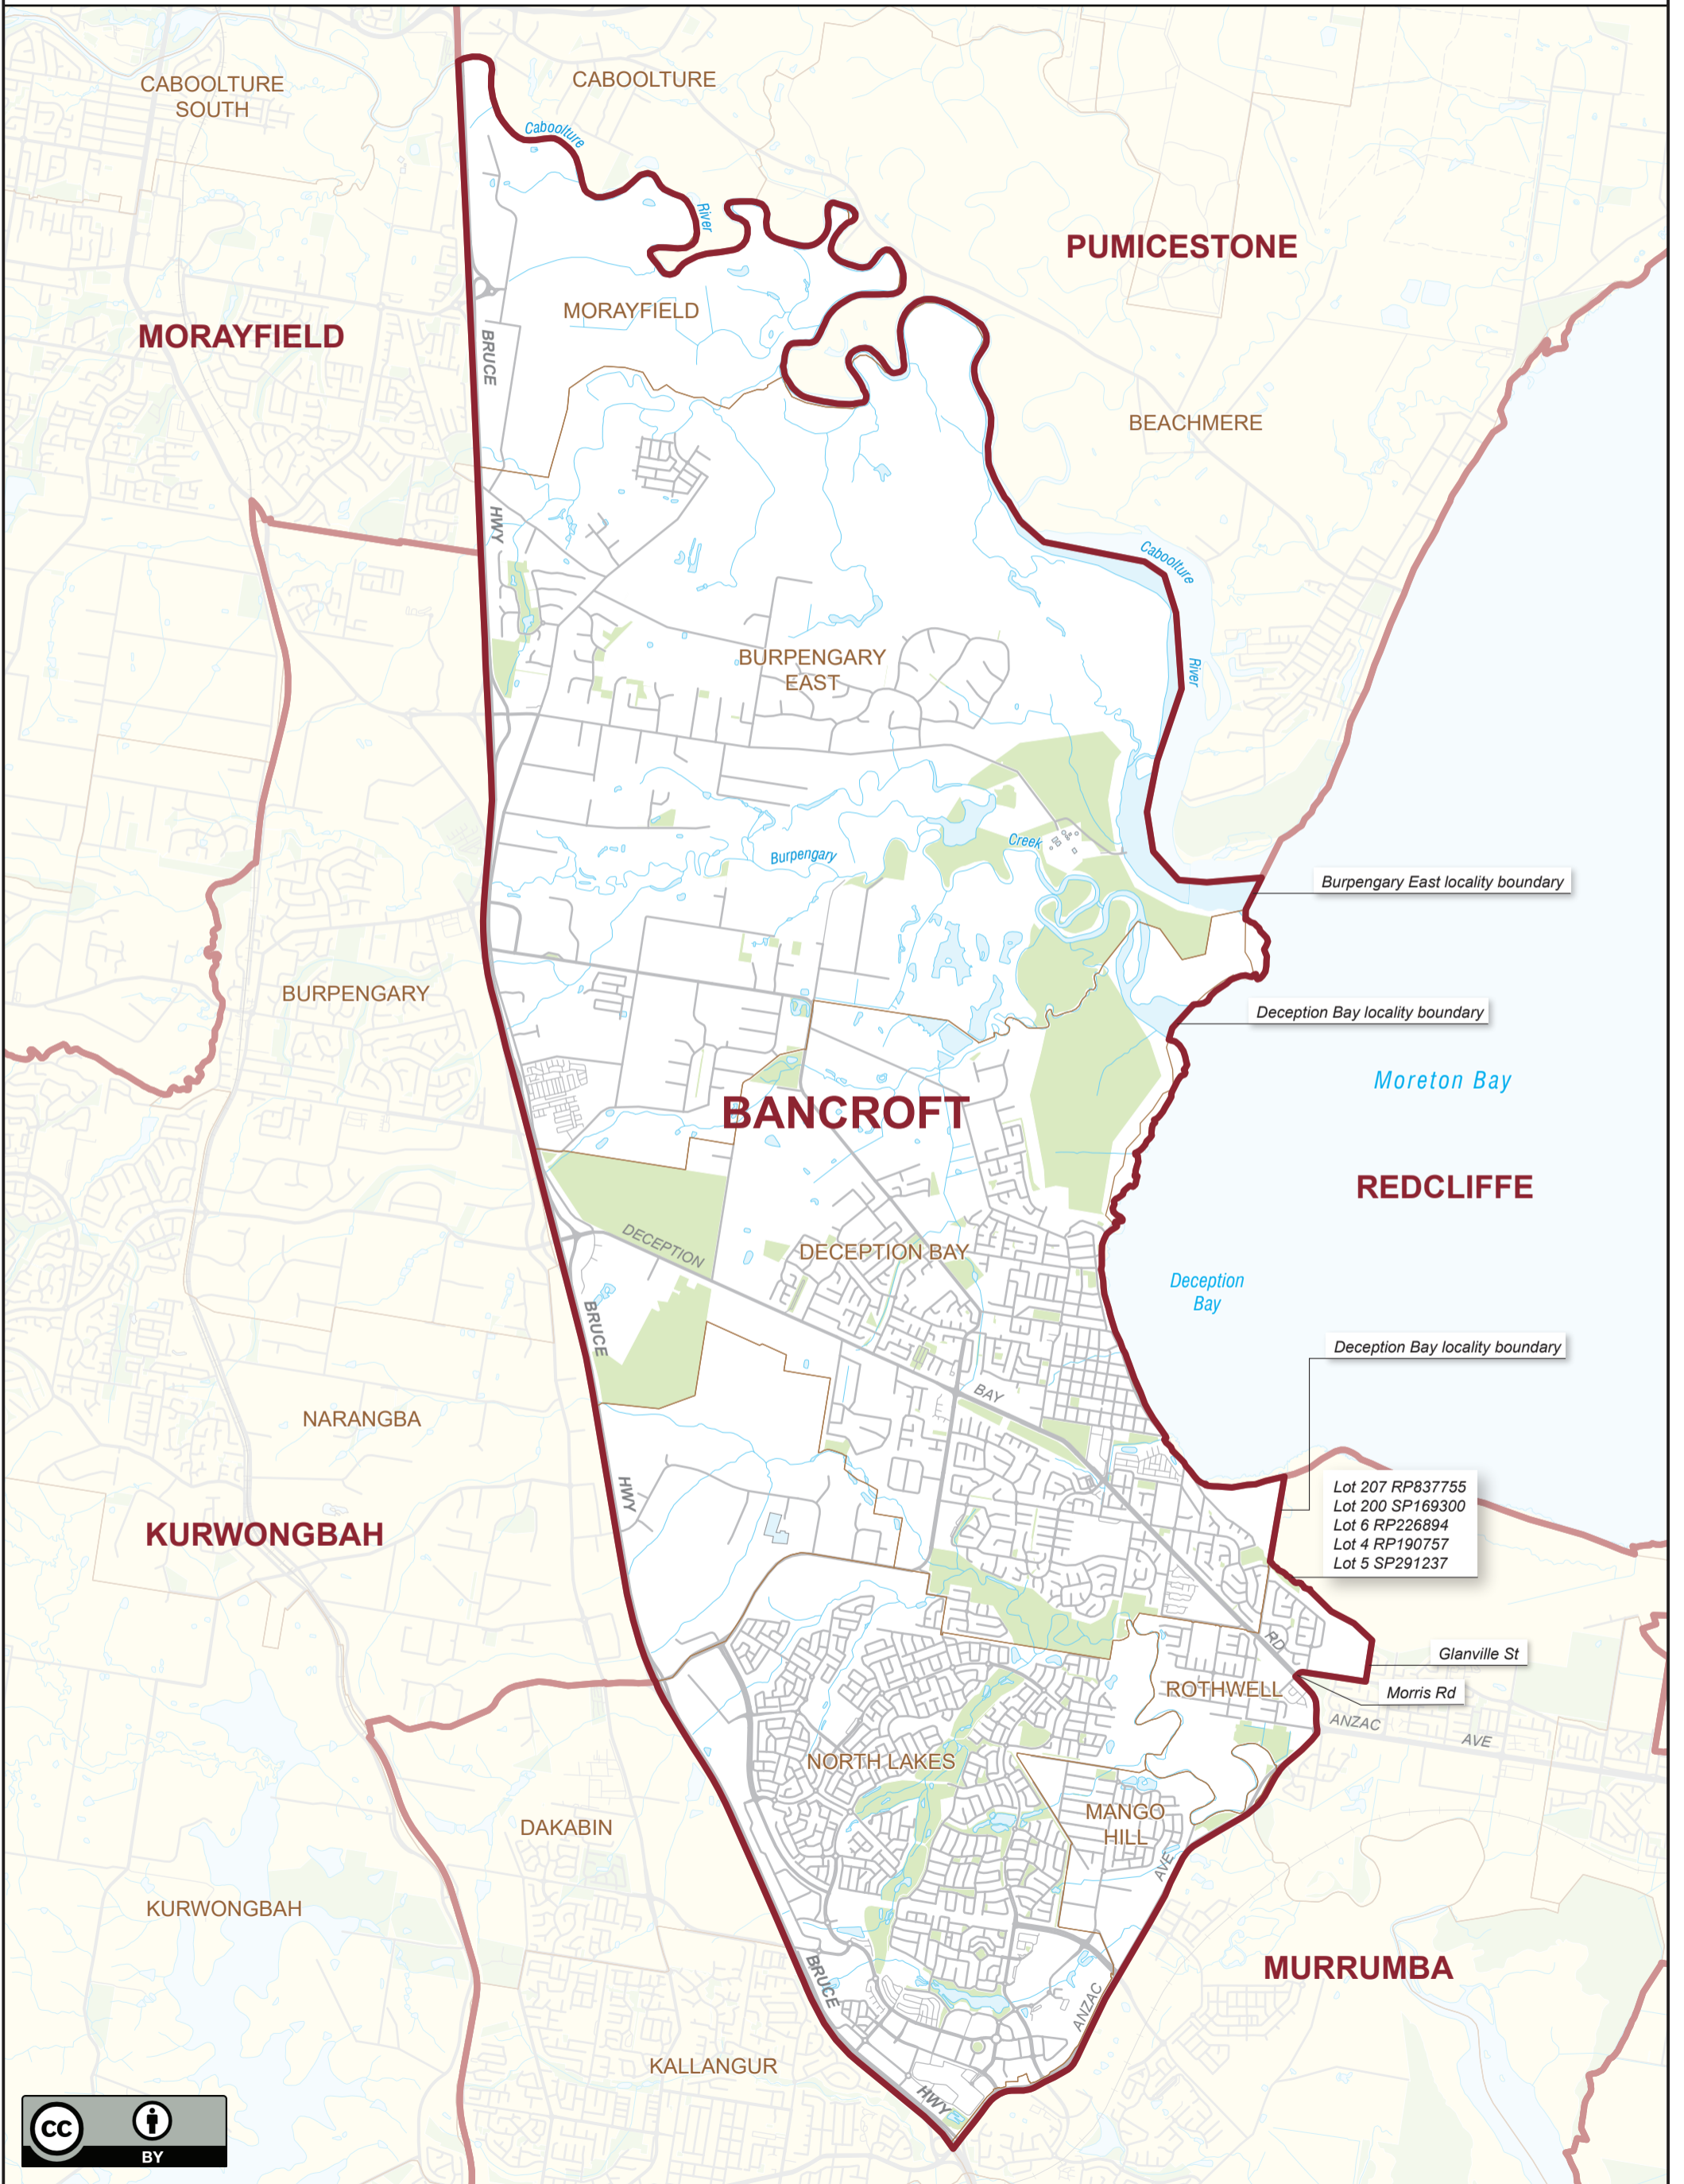 CABOOLTURE
SOUTH
CABOOLTURE
Caboolture
River
PUMICESTONE
MORAYFIELD
MORAYFIELD
BRUCE
BEACHMERE
HWY
Caboolture
River
BURPENGARY
EAST
Creek
Burpengary
Burpengary East locality boundary
BURPENGARY
Deception Bay locality boundary
Moreton Bay
BANCROFT
REDCLIFFE
DECEPTION
DECEPTION BAY
Deception
Bay
BRUCE
Deception Bay locality boundary
BAY
NARANGBA
HWY
Lot 207 RP837755
Lot 200 SP169300
Lot 6 RP226894
Lot 4 RP190757
Lot 5 SP291237
KURWONGBAH
RD
Glanville St
ROTHWELL
Morris Rd
ANZAC
AVE
NORTH LAKES
MANGO
HILL
DAKABIN
AVE
KURWONGBAH
BRUCE
MURRUMBA
ANZAC
KALLANGUR
HWY
CC
BY